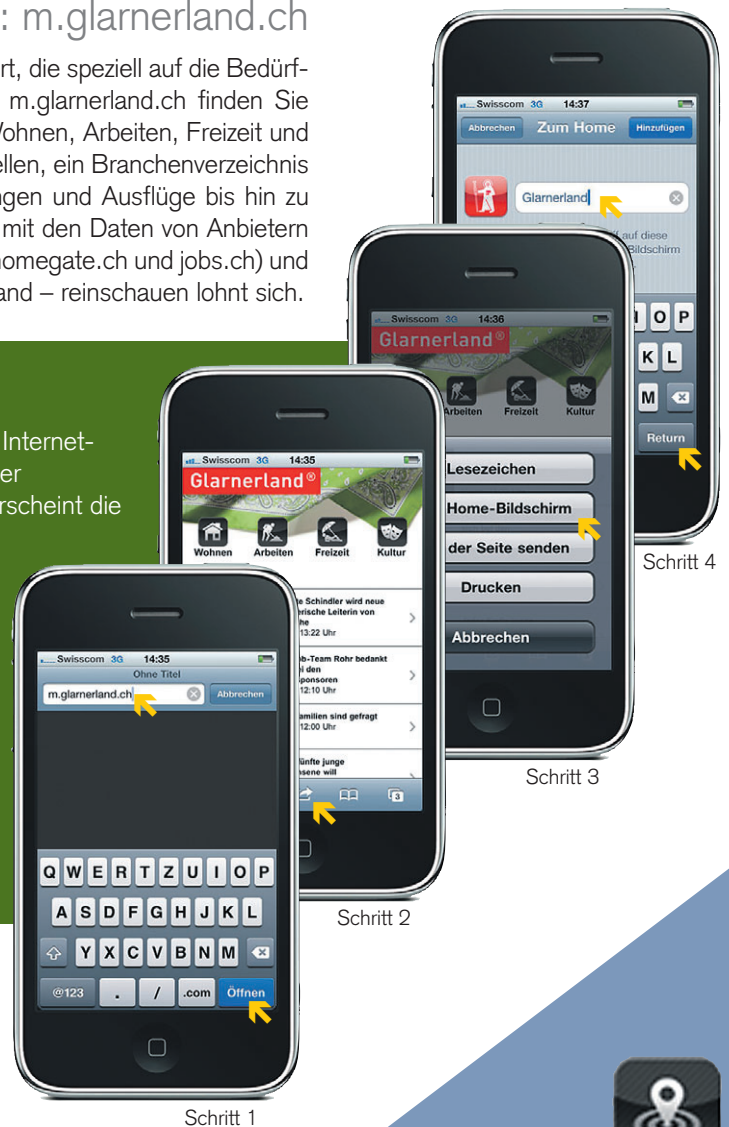 : m.glarnerland.ch
rt, die speziell auf die Bedürf-
m.glarnerland.ch finden Sie
Wohnen, Arbeiten, Freizeit und
ellen, ein Branchenverzeichnis
ngen und Ausflüge bis hin zu
mit den Daten von Anbietern
homegate.ch und jobs.ch) und
and – reinschauen lohnt sich.
Internet-
er
erscheint die
Swisscom 3G 14:37
Abbrechen Zum Home Hinzufügen
Glarnerland
auf diese
Bildschirm
O P
K L
M
Return
Schritt 4
Swisscom 3G 14:36
Glarnerland®
Arbeiten Freizeit Kultur
Lesezeichen
Home-Bildschirm
der Seite senden
Drucken
Abbrechen
Schritt 3
Swisscom 3G 14:35
Glarnerland®
Wohnen Arbeiten Freizeit Kultur
e Schindler wird neue
erische Leiterin von
he
13:22 Uhr
ob-Team Rohr bedankt
ei den
ponsoren
12:10 Uhr
amilien sind gefragt
12:00 Uhr
ünfte junge
sene will
3
Schritt 2
Swisscom 3G 14:35
Ohne Titel
m.glarnerland.ch Abbrechen
Q W E R T Z U I O P
A S D F G H J K L
Y X C V B N M
@123 . / .com Öffnen
Schritt 1